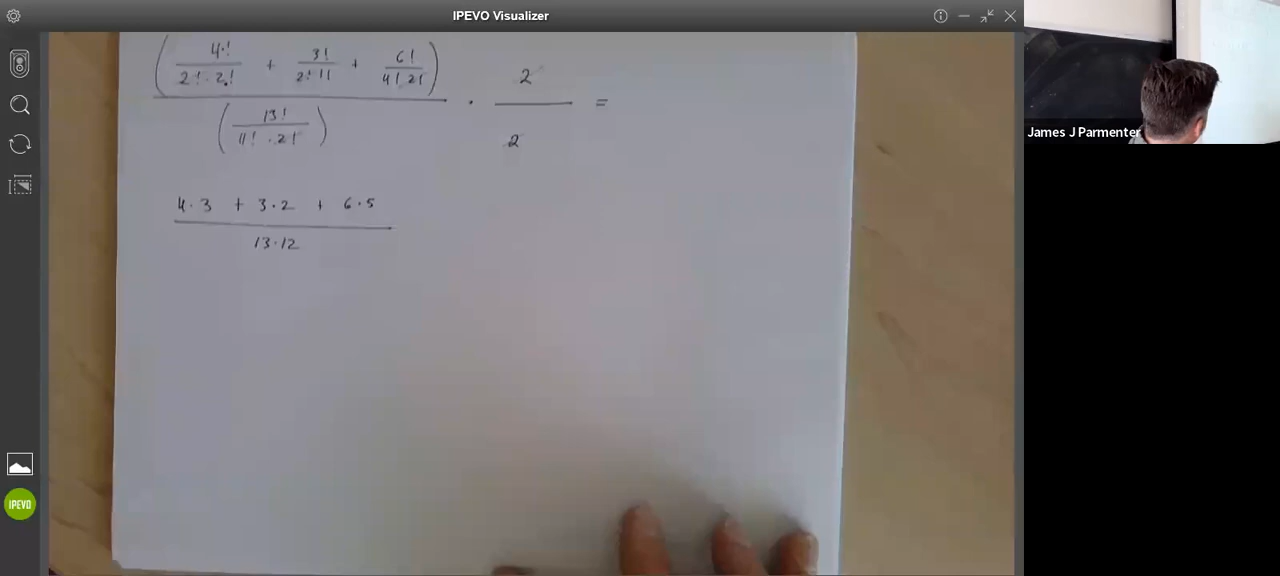 IPEVO Visualizer
( 4! / (2! · 2!) + 3! / (2! 1!) + 6! / (4! 2!) ) / ( 13! / (11! · 2!) ) · 2 / 2 =
(4·3 + 3·2 + 6·5) / (13·12)
James J Parmenter
IPEVO